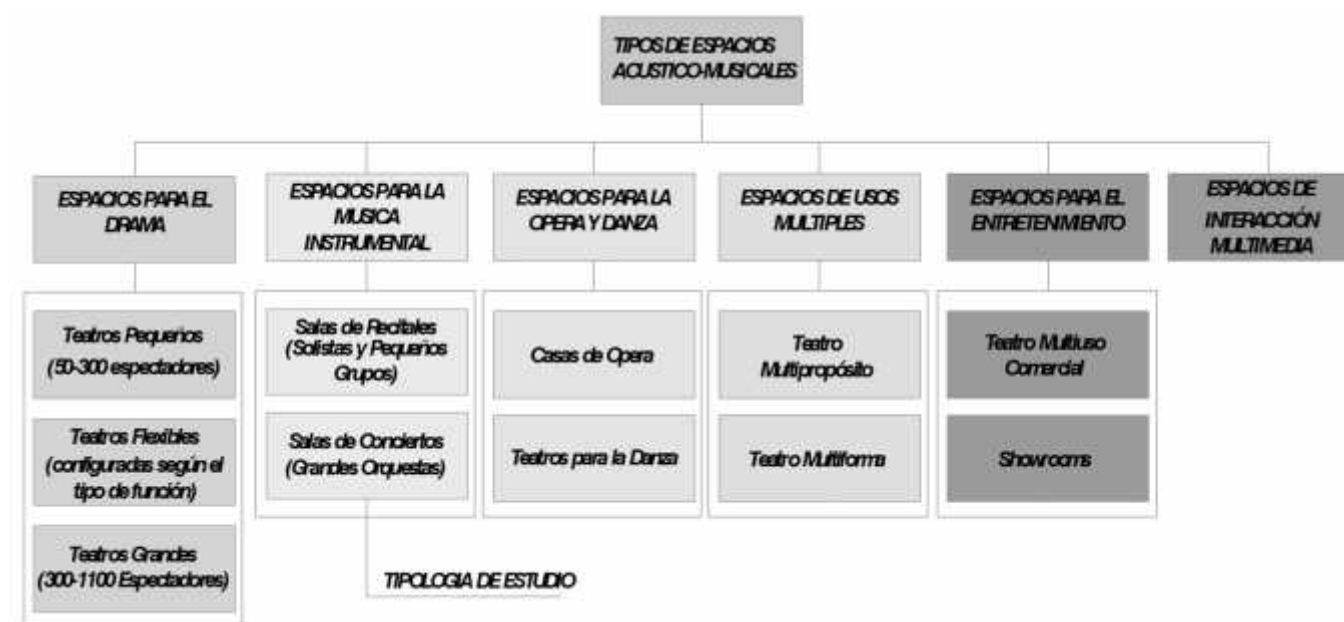 TIPOS DE ESPACIOS
ACUSTICO-MUSICALES
ESPACIOS PARA EL
DRAMA
ESPACIOS PARA LA
MUSICA
INSTRUMENTAL
ESPACIOS PARA LA
OPERA Y DANZA
ESPACIOS DE USOS
MULTIPLES
ESPACIOS PARA EL
ENTRETENIMIENTO
ESPACIOS DE
INTERACCIÓN
MULTIMEDIA
Teatros Pequeños
(50-300 espectadores)
Teatros Flexibles
(configuradas según el
tipo de función)
Teatros Grandes
(300-1100 Espectadores)
Salas de Recitales
(Solistas y Pequeños
Grupos)
Salas de Conciertos
(Grandes Orquestas)
Casas de Opera
Teatros para la Danza
Teatro
Multipropósito
Teatro Multiforma
Teatro Multiuso
Comercial
Showrooms
TIPOLOGIA DE ESTUDIO